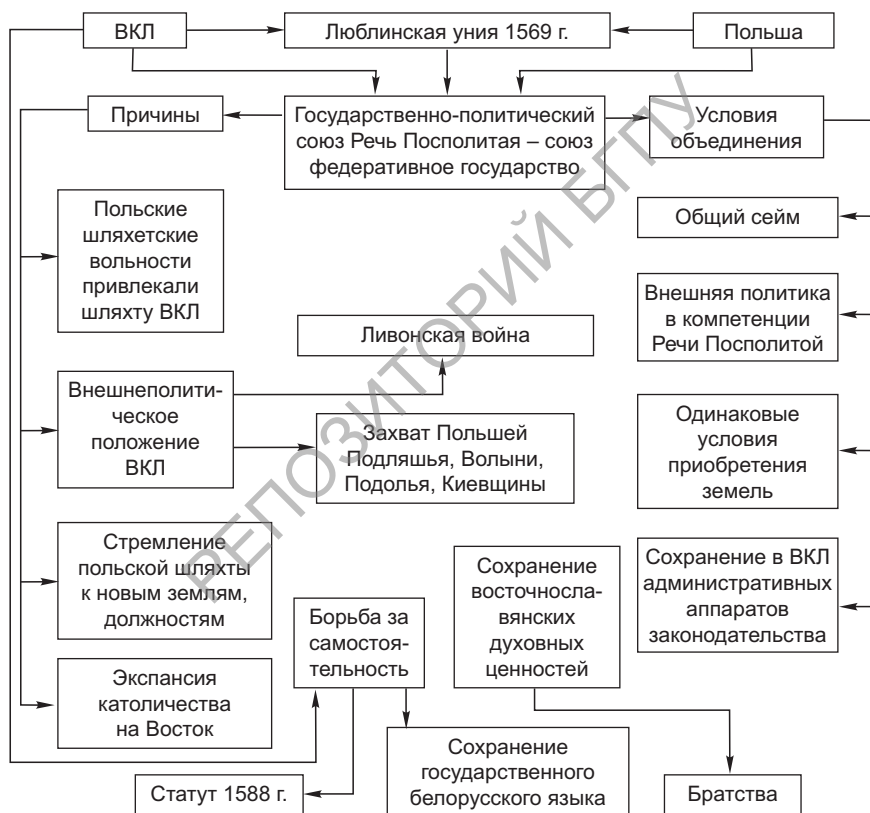 ВКЛ
Люблинская уния 1569 г.
Польша
Причины
Государственно-политический
союз Речь Посполитая – союз
федеративное государство
Условия
объединения
Польские
шляхетские
вольности
привлекали
шляхту ВКЛ
Общий сейм
Внешняя политика
в компетенции
Речи Посполитой
Ливонская война
Внешнеполити-
ческое
положение
ВКЛ
Захват Польшей
Подляшья, Волыни,
Подолья, Киевщины
Одинаковые
условия
приобретения
земель
Стремление
польской шляхты
к новым землям,
должностям
Борьба за
самостоя-
тельность
Сохранение
восточносла-
вянских
духовных
ценностей
Сохранение в ВКЛ
административных
аппаратов
законодательства
Экспансия
католичества
на Восток
Статут 1588 г.
Сохранение
государственного
белорусского языка
Братства
РЕПОЗИТОРИЙ БГПУ